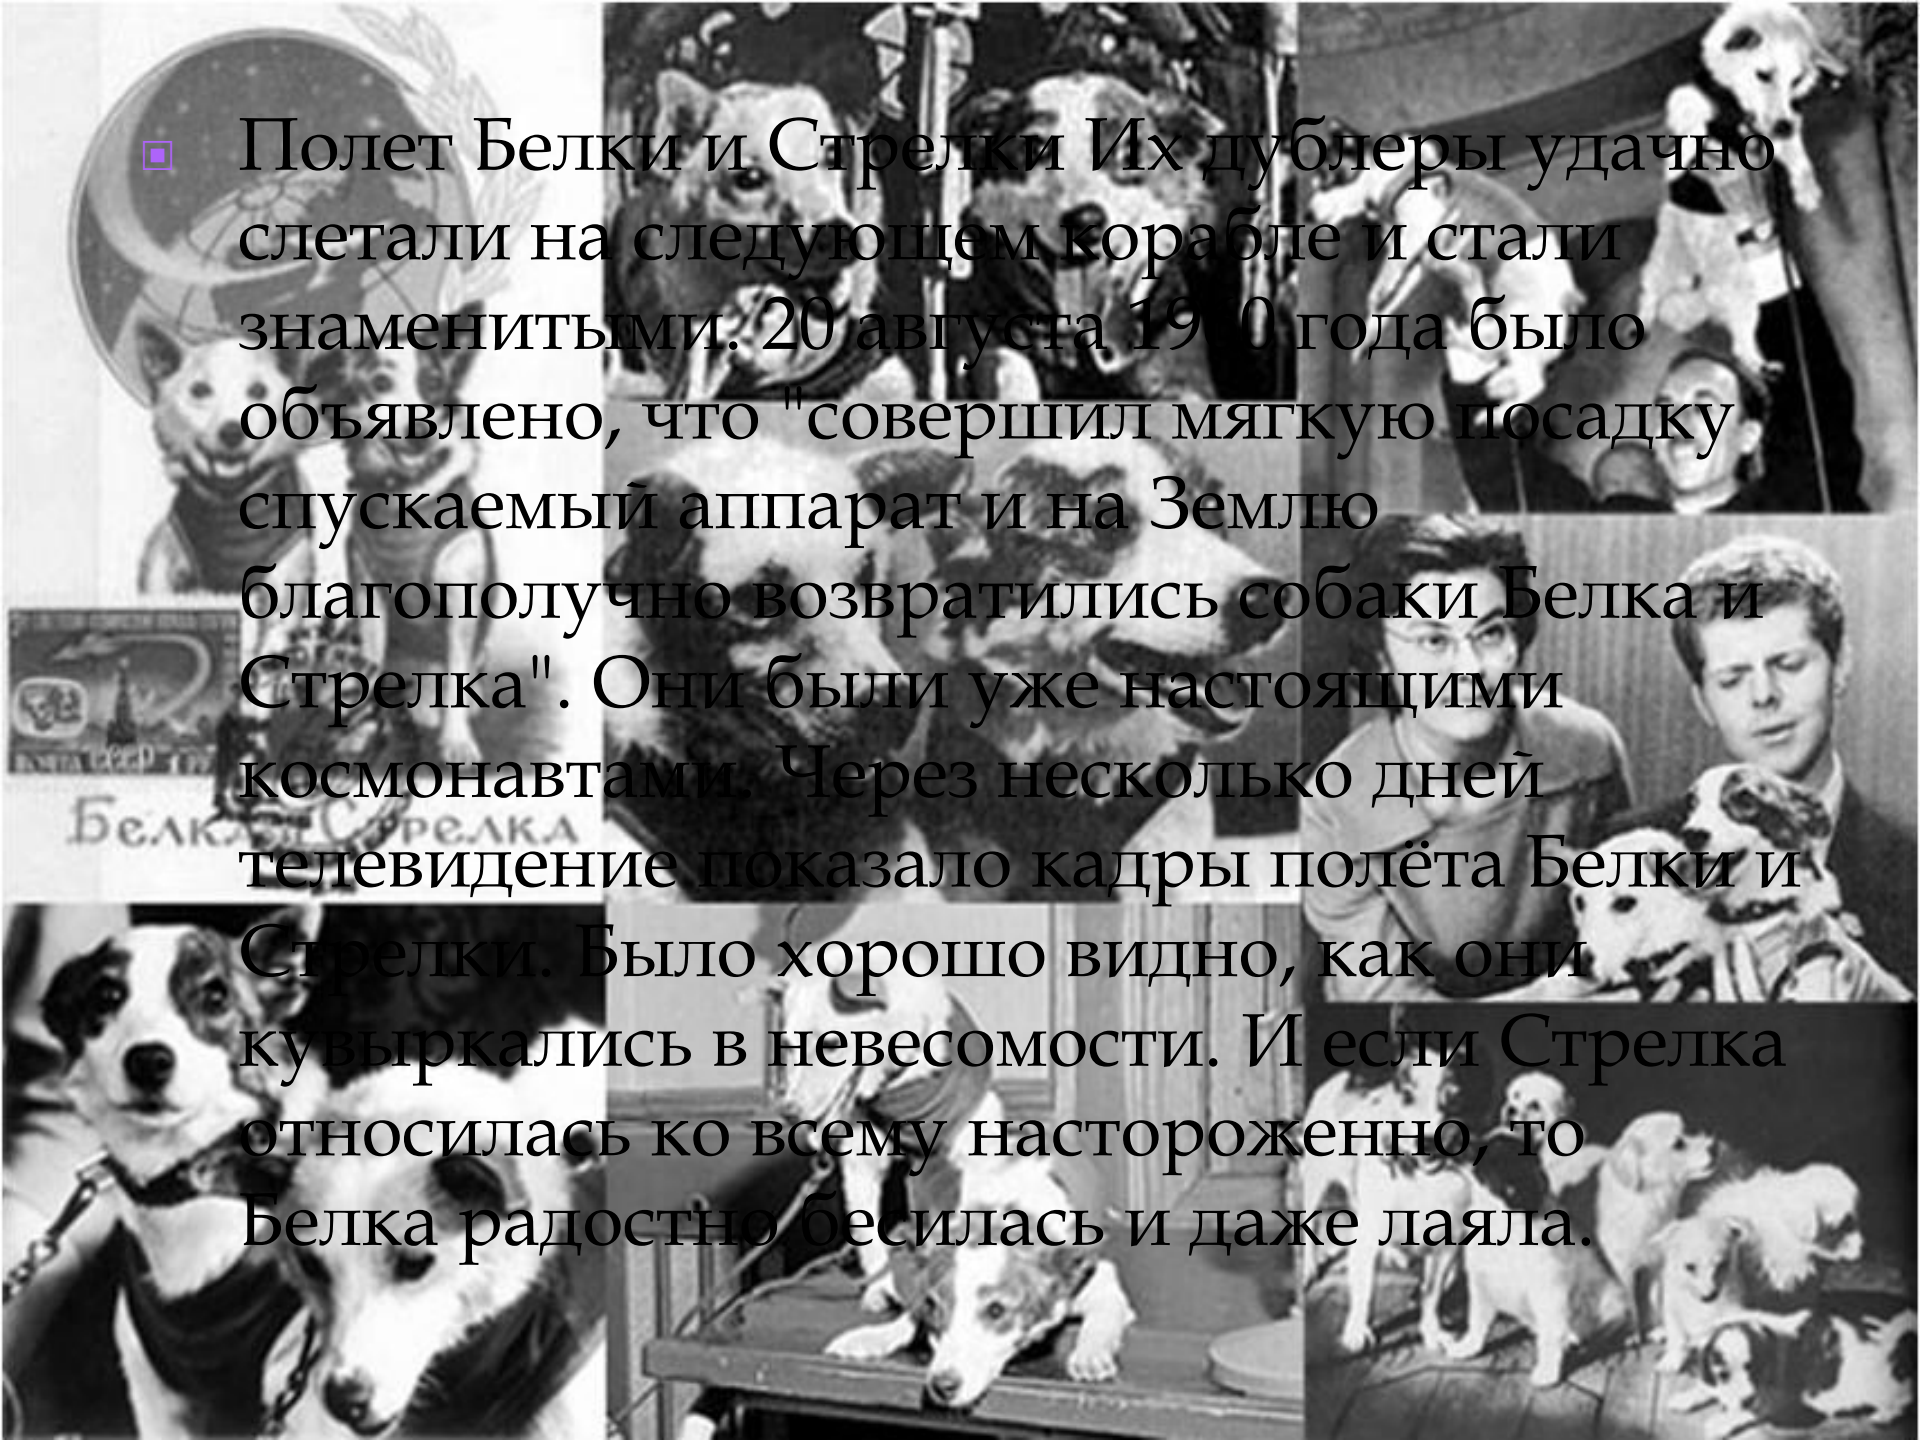 Полет Белки и Стрелки Их дублеры удачно
слетали на следующем корабле и стали
знаменитыми. 20 августа 1960 года было
объявлено, что "совершил мягкую посадку
спускаемый аппарат и на Землю
благополучно возвратились собаки Белка и
Стрелка". Они были уже настоящими
космонавтами. Через несколько дней
телевидение показало кадры полёта Белки и
Стрелки. Было хорошо видно, как они
кувыркались в невесомости. И если Стрелка
относилась ко всему настороженно, то
Белка радостно бесилась и даже лаяла.
ПОЧТА СССР
Белка и Стрелка